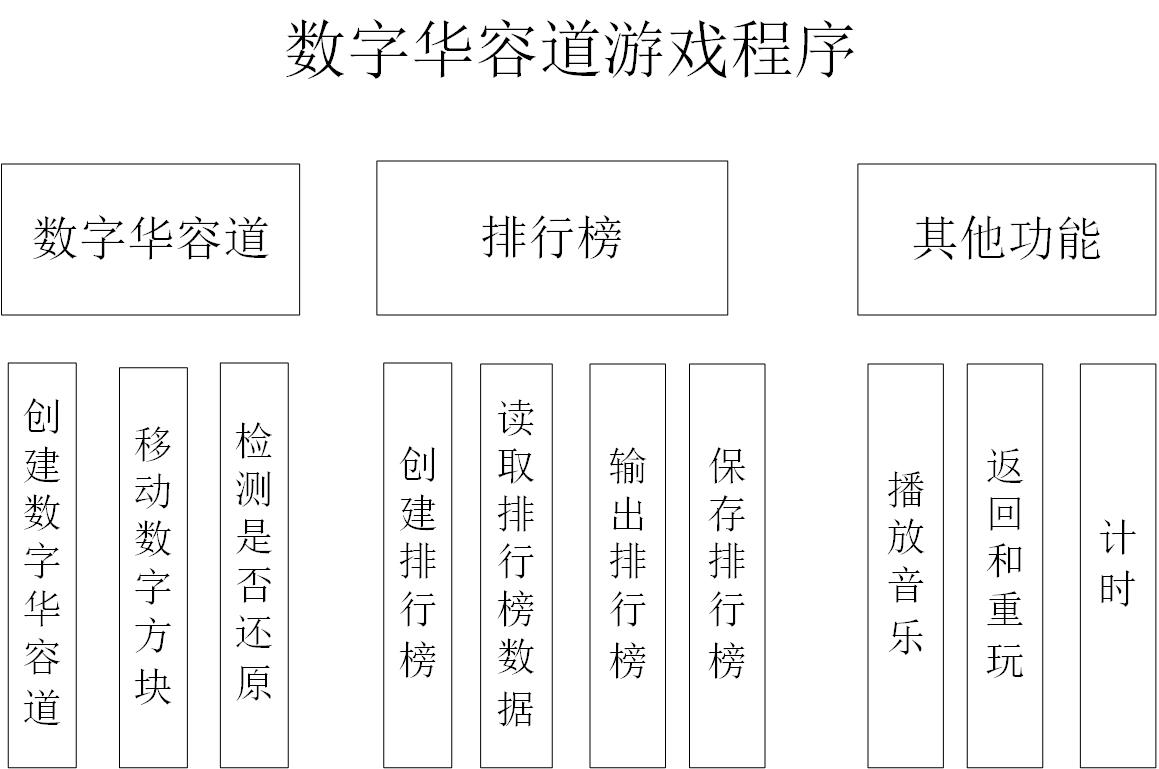 数字华容道游戏程序
数字华容道
排行榜
其他功能
创建数字华容道
移动数字方块
检测是否还原
创建排行榜
读取排行榜数据
输出排行榜
保存排行榜
播放音乐
返回和重玩
计时